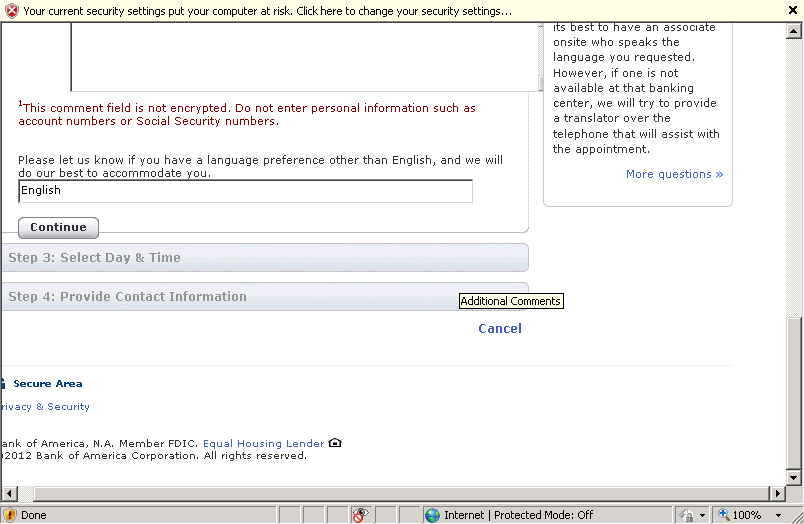 Your current security settings put your computer at risk. Click here to change your security settings...
its best to have an associate
onsite who speaks the
language you requested.
However, if one is not
available at that banking
center, we will try to provide
a translator over the
telephone that will assist with
the appointment.
More questions »
1This comment field is not encrypted. Do not enter personal information such as
account numbers or Social Security numbers.
Please let us know if you have a language preference other than English, and we will
do our best to accommodate you.
English
Continue
Step 3: Select Day & Time
Step 4: Provide Contact Information
Additional Comments
Cancel
Secure Area
rivacy & Security
ank of America, N.A. Member FDIC. Equal Housing Lender
2012 Bank of America Corporation. All rights reserved.
Done
Internet | Protected Mode: Off
100%